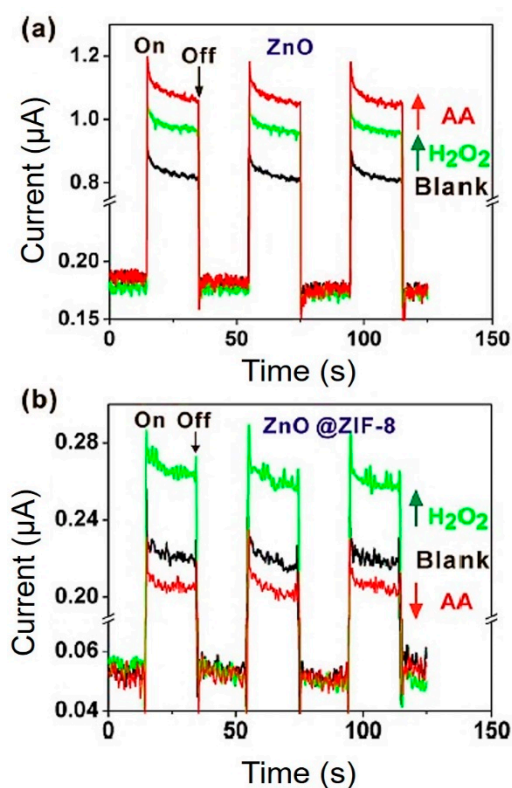 (a)
On
Off
ZnO
1.2
1.0
0.8
0.20
0.15
AA
H₂O₂
Blank
Current (μA)
0
50
100
150
Time (s)
(b)
On
Off
ZnO @ZIF-8
0.28
0.24
0.20
0.06
0.04
H₂O₂
Blank
AA
Current (μA)
0
50
100
150
Time (s)